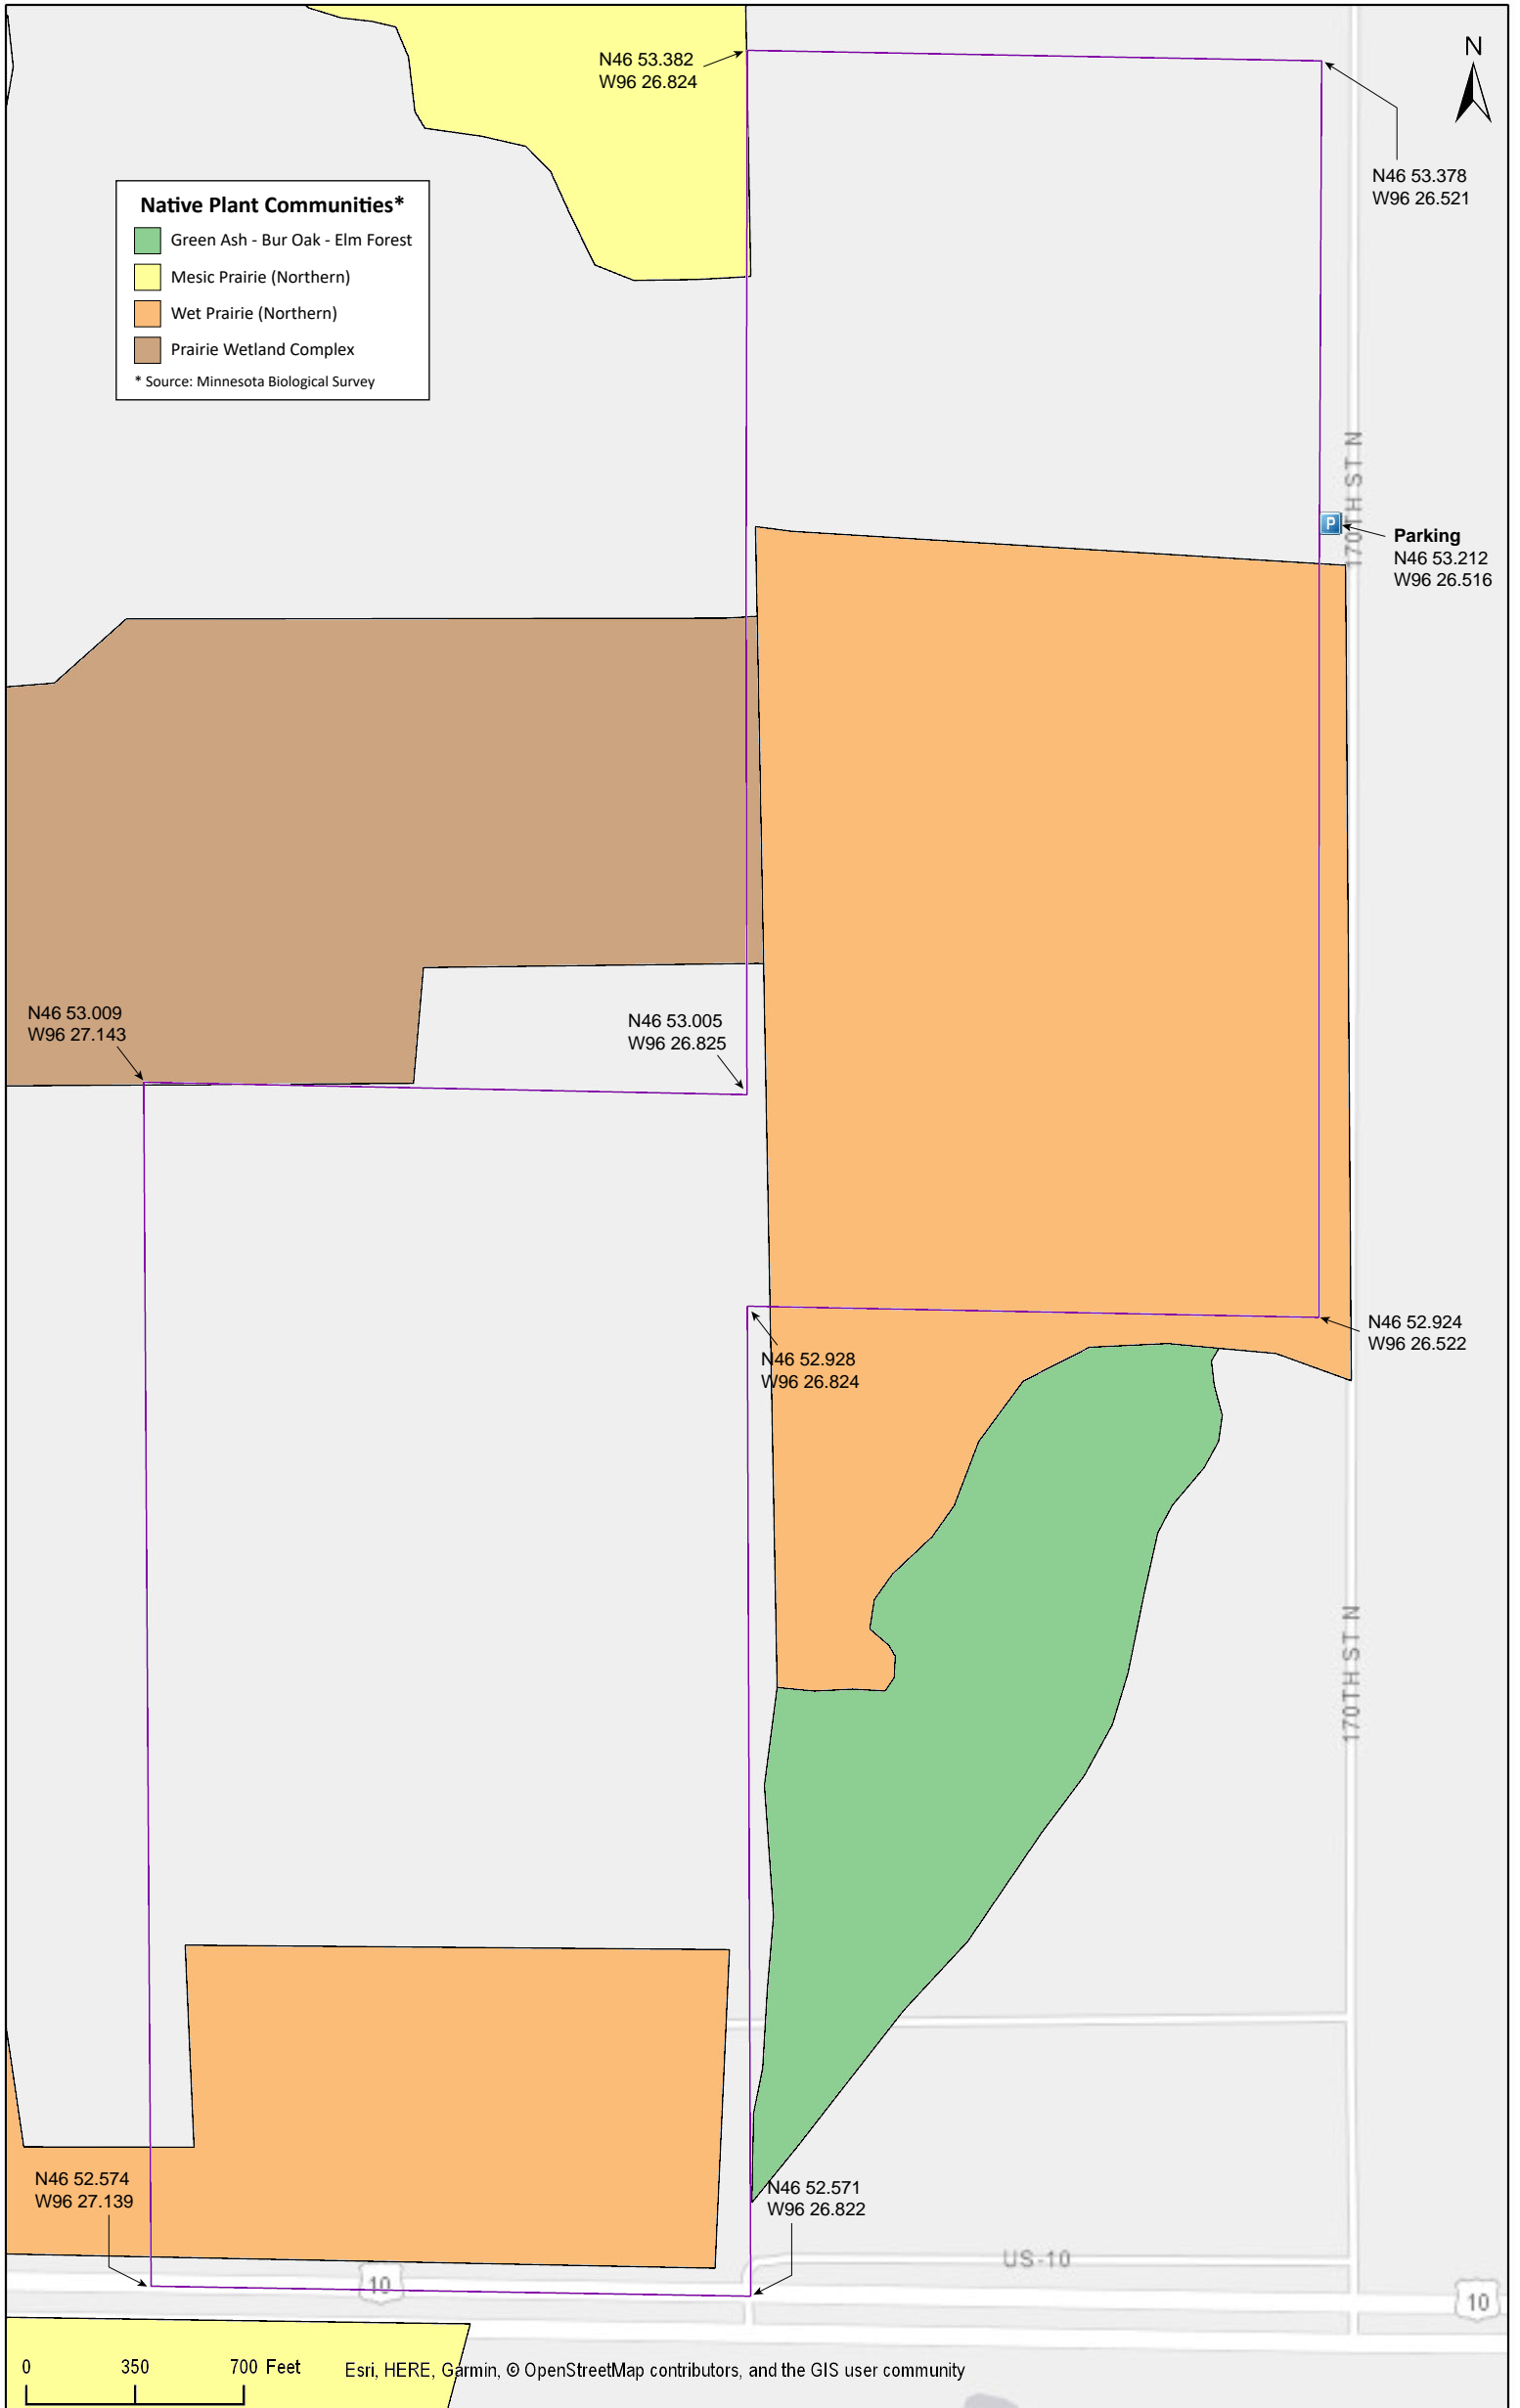 N46 53.382
W96 26.824
N
N46 53.378
W96 26.521
Native Plant Communities*
Green Ash - Bur Oak - Elm Forest
Mesic Prairie (Northern)
Wet Prairie (Northern)
Prairie Wetland Complex
* Source: Minnesota Biological Survey
170TH ST N
P
Parking
N46 53.212
W96 26.516
N46 53.009
W96 27.143
N46 53.005
W96 26.825
N46 52.924
W96 26.522
N46 52.928
W96 26.824
170TH ST N
N46 52.574
W96 27.139
N46 52.571
W96 26.822
US-10
10
10
0 350 700 Feet
Esri, HERE, Garmin, © OpenStreetMap contributors, and the GIS user community